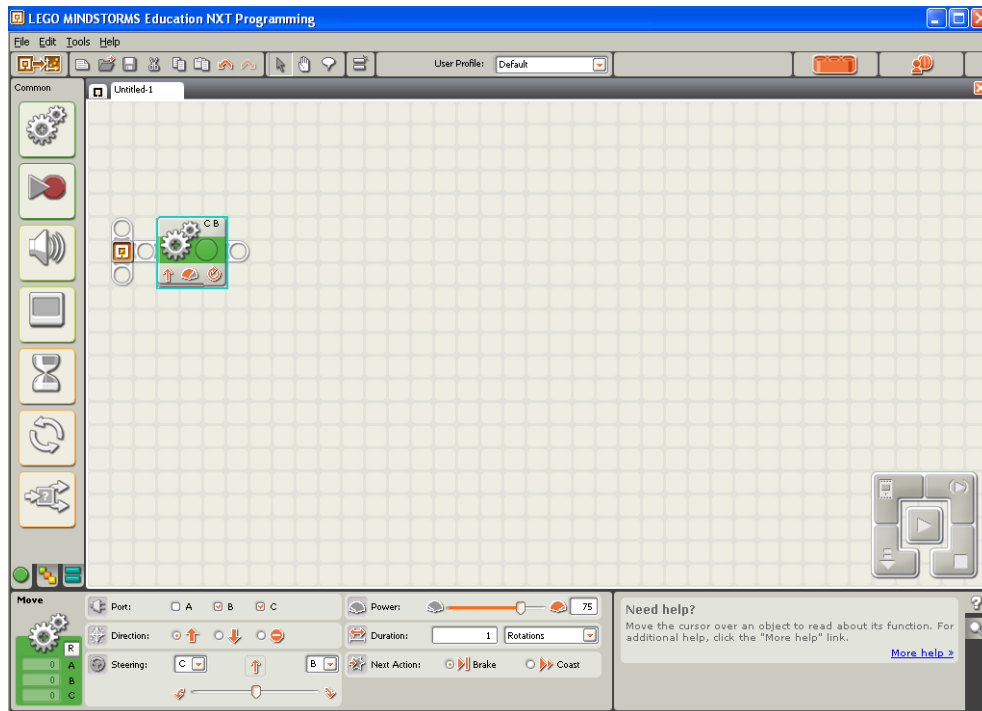 LEGO MINDSTORMS Education NXT Programming
File Edit Tools Help
User Profile: Default
Common
Untitled-1
C B
Move
R
0 A
0 B
0 C
Port: A B C
Direction:
Steering: C B
Power: 75
Duration: 1 Rotations
Next Action: Brake Coast
Need help?
Move the cursor over an object to read about its function. For
additional help, click the "More help" link.
More help »